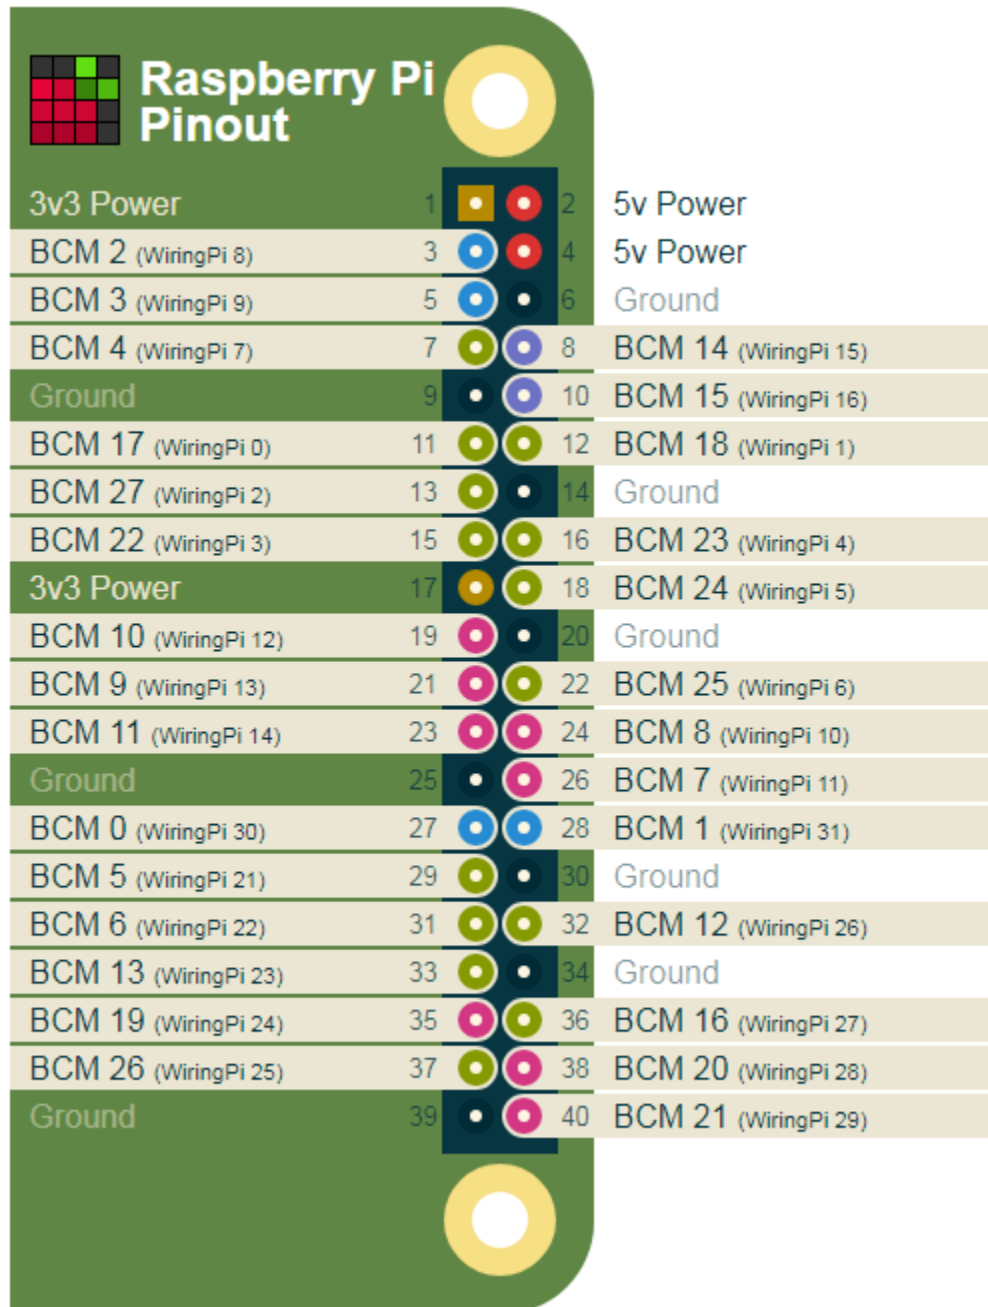 Raspberry Pi
Pinout
3v3 Power 1 2 5v Power
BCM 2 (WiringPi 8) 3 4 5v Power
BCM 3 (WiringPi 9) 5 6 Ground
BCM 4 (WiringPi 7) 7 8 BCM 14 (WiringPi 15)
Ground 9 10 BCM 15 (WiringPi 16)
BCM 17 (WiringPi 0) 11 12 BCM 18 (WiringPi 1)
BCM 27 (WiringPi 2) 13 14 Ground
BCM 22 (WiringPi 3) 15 16 BCM 23 (WiringPi 4)
3v3 Power 17 18 BCM 24 (WiringPi 5)
BCM 10 (WiringPi 12) 19 20 Ground
BCM 9 (WiringPi 13) 21 22 BCM 25 (WiringPi 6)
BCM 11 (WiringPi 14) 23 24 BCM 8 (WiringPi 10)
Ground 25 26 BCM 7 (WiringPi 11)
BCM 0 (WiringPi 30) 27 28 BCM 1 (WiringPi 31)
BCM 5 (WiringPi 21) 29 30 Ground
BCM 6 (WiringPi 22) 31 32 BCM 12 (WiringPi 26)
BCM 13 (WiringPi 23) 33 34 Ground
BCM 19 (WiringPi 24) 35 36 BCM 16 (WiringPi 27)
BCM 26 (WiringPi 25) 37 38 BCM 20 (WiringPi 28)
Ground 39 40 BCM 21 (WiringPi 29)